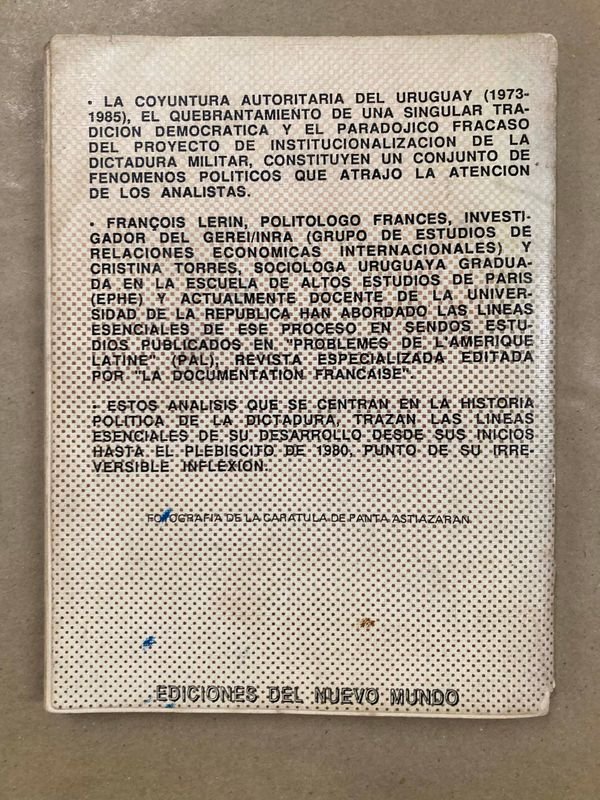 • LA COYUNTURA AUTORITARIA DEL URUGUAY (1973-
1985), EL QUEBRANTAMIENTO DE UNA SINGULAR TRA-
DICION DEMOCRATICA Y EL PARADOJICO FRACASO
DEL PROYECTO DE INSTITUCIONALIZACION DE LA
DICTADURA MILITAR, CONSTITUYEN UN CONJUNTO DE
FENOMENOS POLITICOS QUE ATRAJO LA ATENCION
DE LOS ANALISTAS.
• FRANÇOIS LERIN, POLITOLOGO FRANCES, INVESTI-
GADOR DEL GEREI/INRA (GRUPO DE ESTUDIOS DE
RELACIONES ECONOMICAS INTERNACIONALES) Y
CRISTINA TORRES, SOCIOLOGA URUGUAYA GRADUA-
DA EN LA ESCUELA DE ALTOS ESTUDIOS DE PARIS
(EPHE) Y ACTUALMENTE DOCENTE DE LA UNIVER-
SIDAD DE LA REPUBLICA HAN ABORDADO LAS LINEAS
ESENCIALES DE ESE PROCESO EN SENDOS ESTU-
DIOS PUBLICADOS EN "PROBLEMES DE L'AMERIQUE
LATINE" (PAL), REVISTA ESPECIALIZADA EDITADA
POR "LA DOCUMENTATION FRANCAISE".
• ESTOS ANALISIS QUE SE CENTRAN EN LA HISTORIA
POLITICA DE LA DICTADURA, TRAZAN LAS LINEAS
ESENCIALES DE SU DESARROLLO DESDE SUS INICIOS
HASTA EL PLEBISCITO DE 1980, PUNTO DE SU IRRE-
VERSIBLE INFLEXION.
FOTOGRAFIA DE LA CARATULA DE PANTA ASTIAZARAN
EDICIONES DEL NUEVO MUNDO